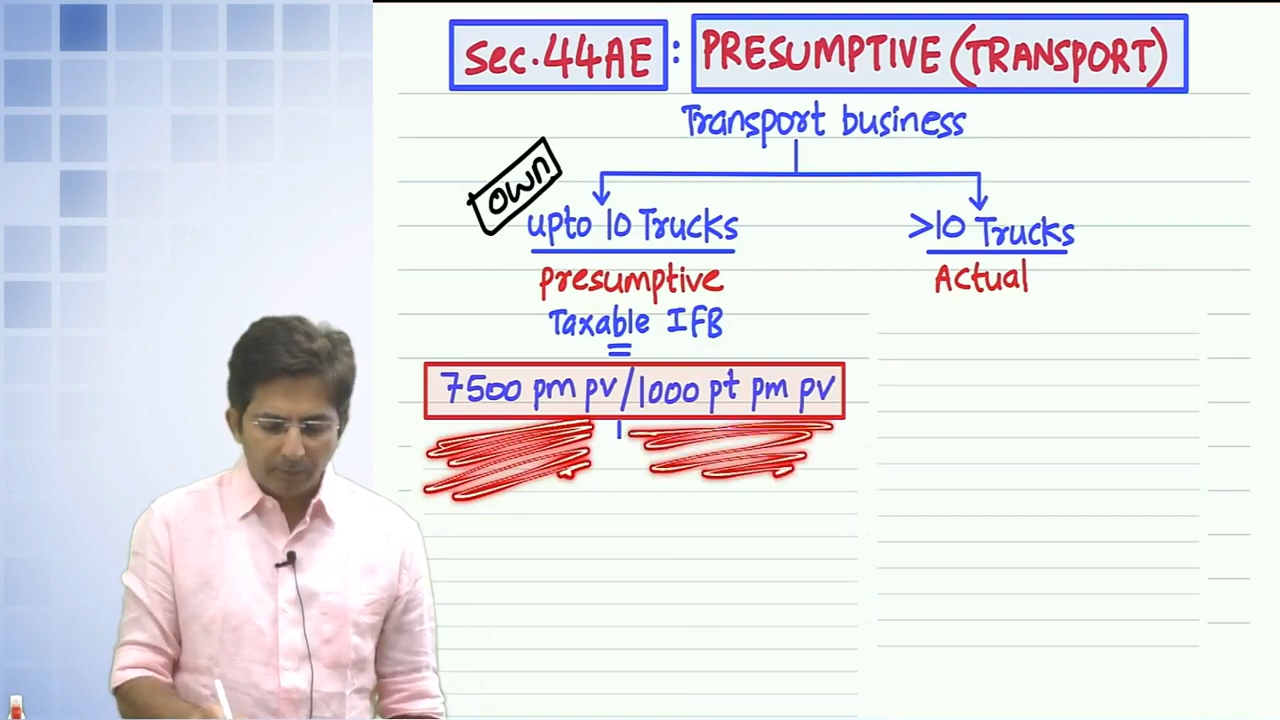 Sec.44AE : PRESUMPTIVE (TRANSPORT)
Transport business
own
upto 10 Trucks
Presumptive
Taxable IFB
=
7500 pm pv/1000 pt pm pv
>10 Trucks
Actual